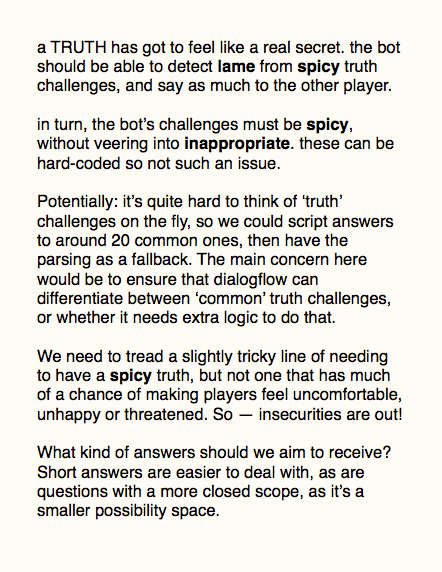 a TRUTH has got to feel like a real secret. the bot
should be able to detect lame from spicy truth
challenges, and say as much to the other player.
in turn, the bot’s challenges must be spicy,
without veering into inappropriate. these can be
hard-coded so not such an issue.
Potentially: it’s quite hard to think of ‘truth’
challenges on the fly, so we could script answers
to around 20 common ones, then have the
parsing as a fallback. The main concern here
would be to ensure that dialogflow can
differentiate between ‘common’ truth challenges,
or whether it needs extra logic to do that.
We need to tread a slightly tricky line of needing
to have a spicy truth, but not one that has much
of a chance of making players feel uncomfortable,
unhappy or threatened. So — insecurities are out!
What kind of answers should we aim to receive?
Short answers are easier to deal with, as are
questions with a more closed scope, as it’s a
smaller possibility space.